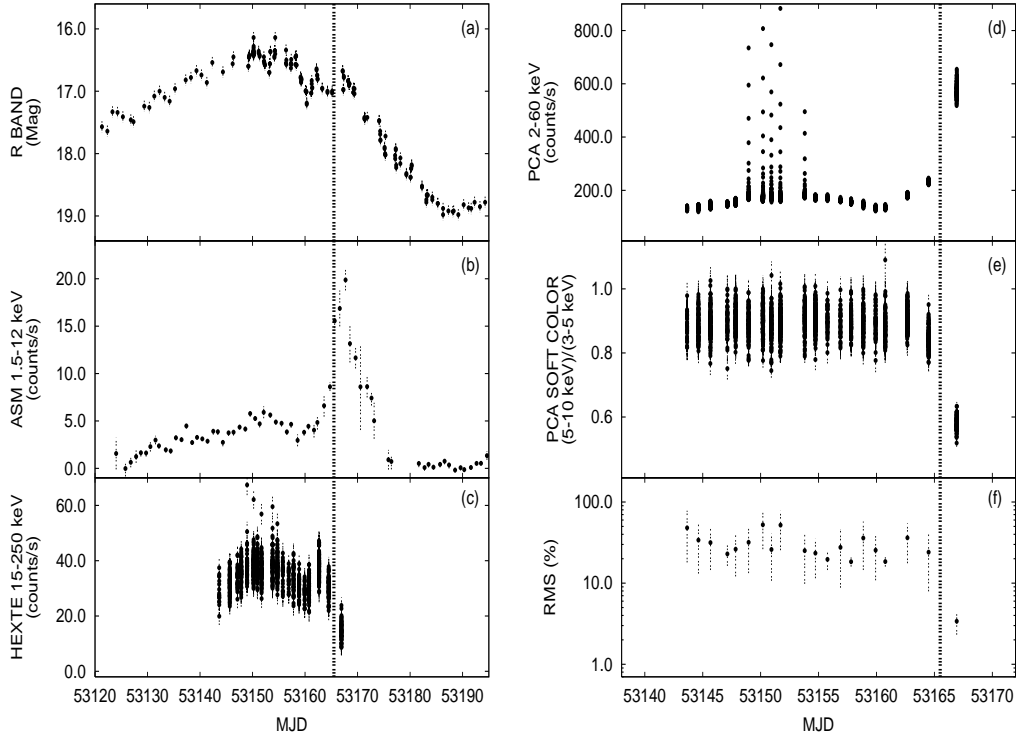 (a)
R BAND
(Mag)
16.0
17.0
18.0
19.0
(b)
ASM 1.5-12 keV
(counts/s)
20.0
15.0
10.0
5.0
0.0
(c)
HEXTE 15-250 keV
(counts/s)
60.0
40.0
20.0
0.0
53120 53130 53140 53150 53160 53170 53180 53190
MJD
(d)
PCA 2-60 keV
(counts/s)
800.0
600.0
400.0
200.0
(e)
PCA SOFT COLOR
(5-10 keV)/(3-5 keV)
1.0
0.8
0.6
(f)
RMS (%)
100.0
10.0
1.0
53140 53145 53150 53155 53160 53165 53170
MJD